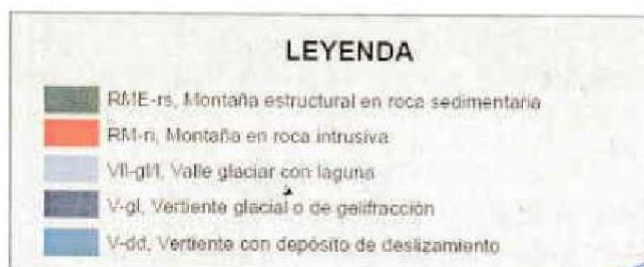 LEYENDA
RME-rs, Montaña estructural en roca sedimentaria
RM-ri, Montaña en roca intrusiva
Vll-gl/l, Valle glaciar con laguna
V-gl, Vertiente glacial o de gelifracción
V-dd, Vertiente con depósito de deslizamiento